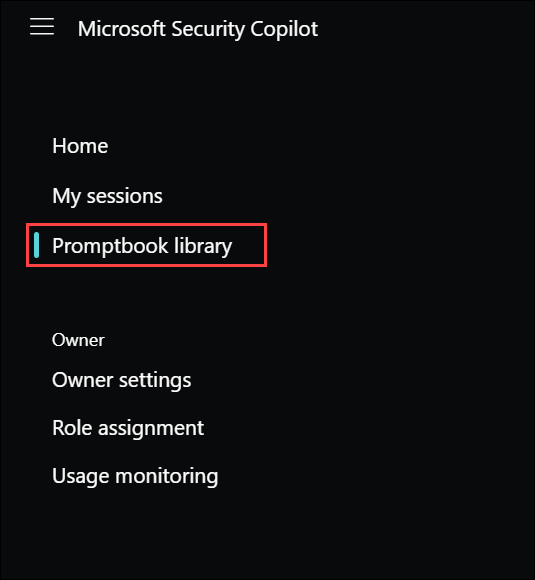 Microsoft Security Copilot
Home
My sessions
Promptbook library
Owner
Owner settings
Role assignment
Usage monitoring